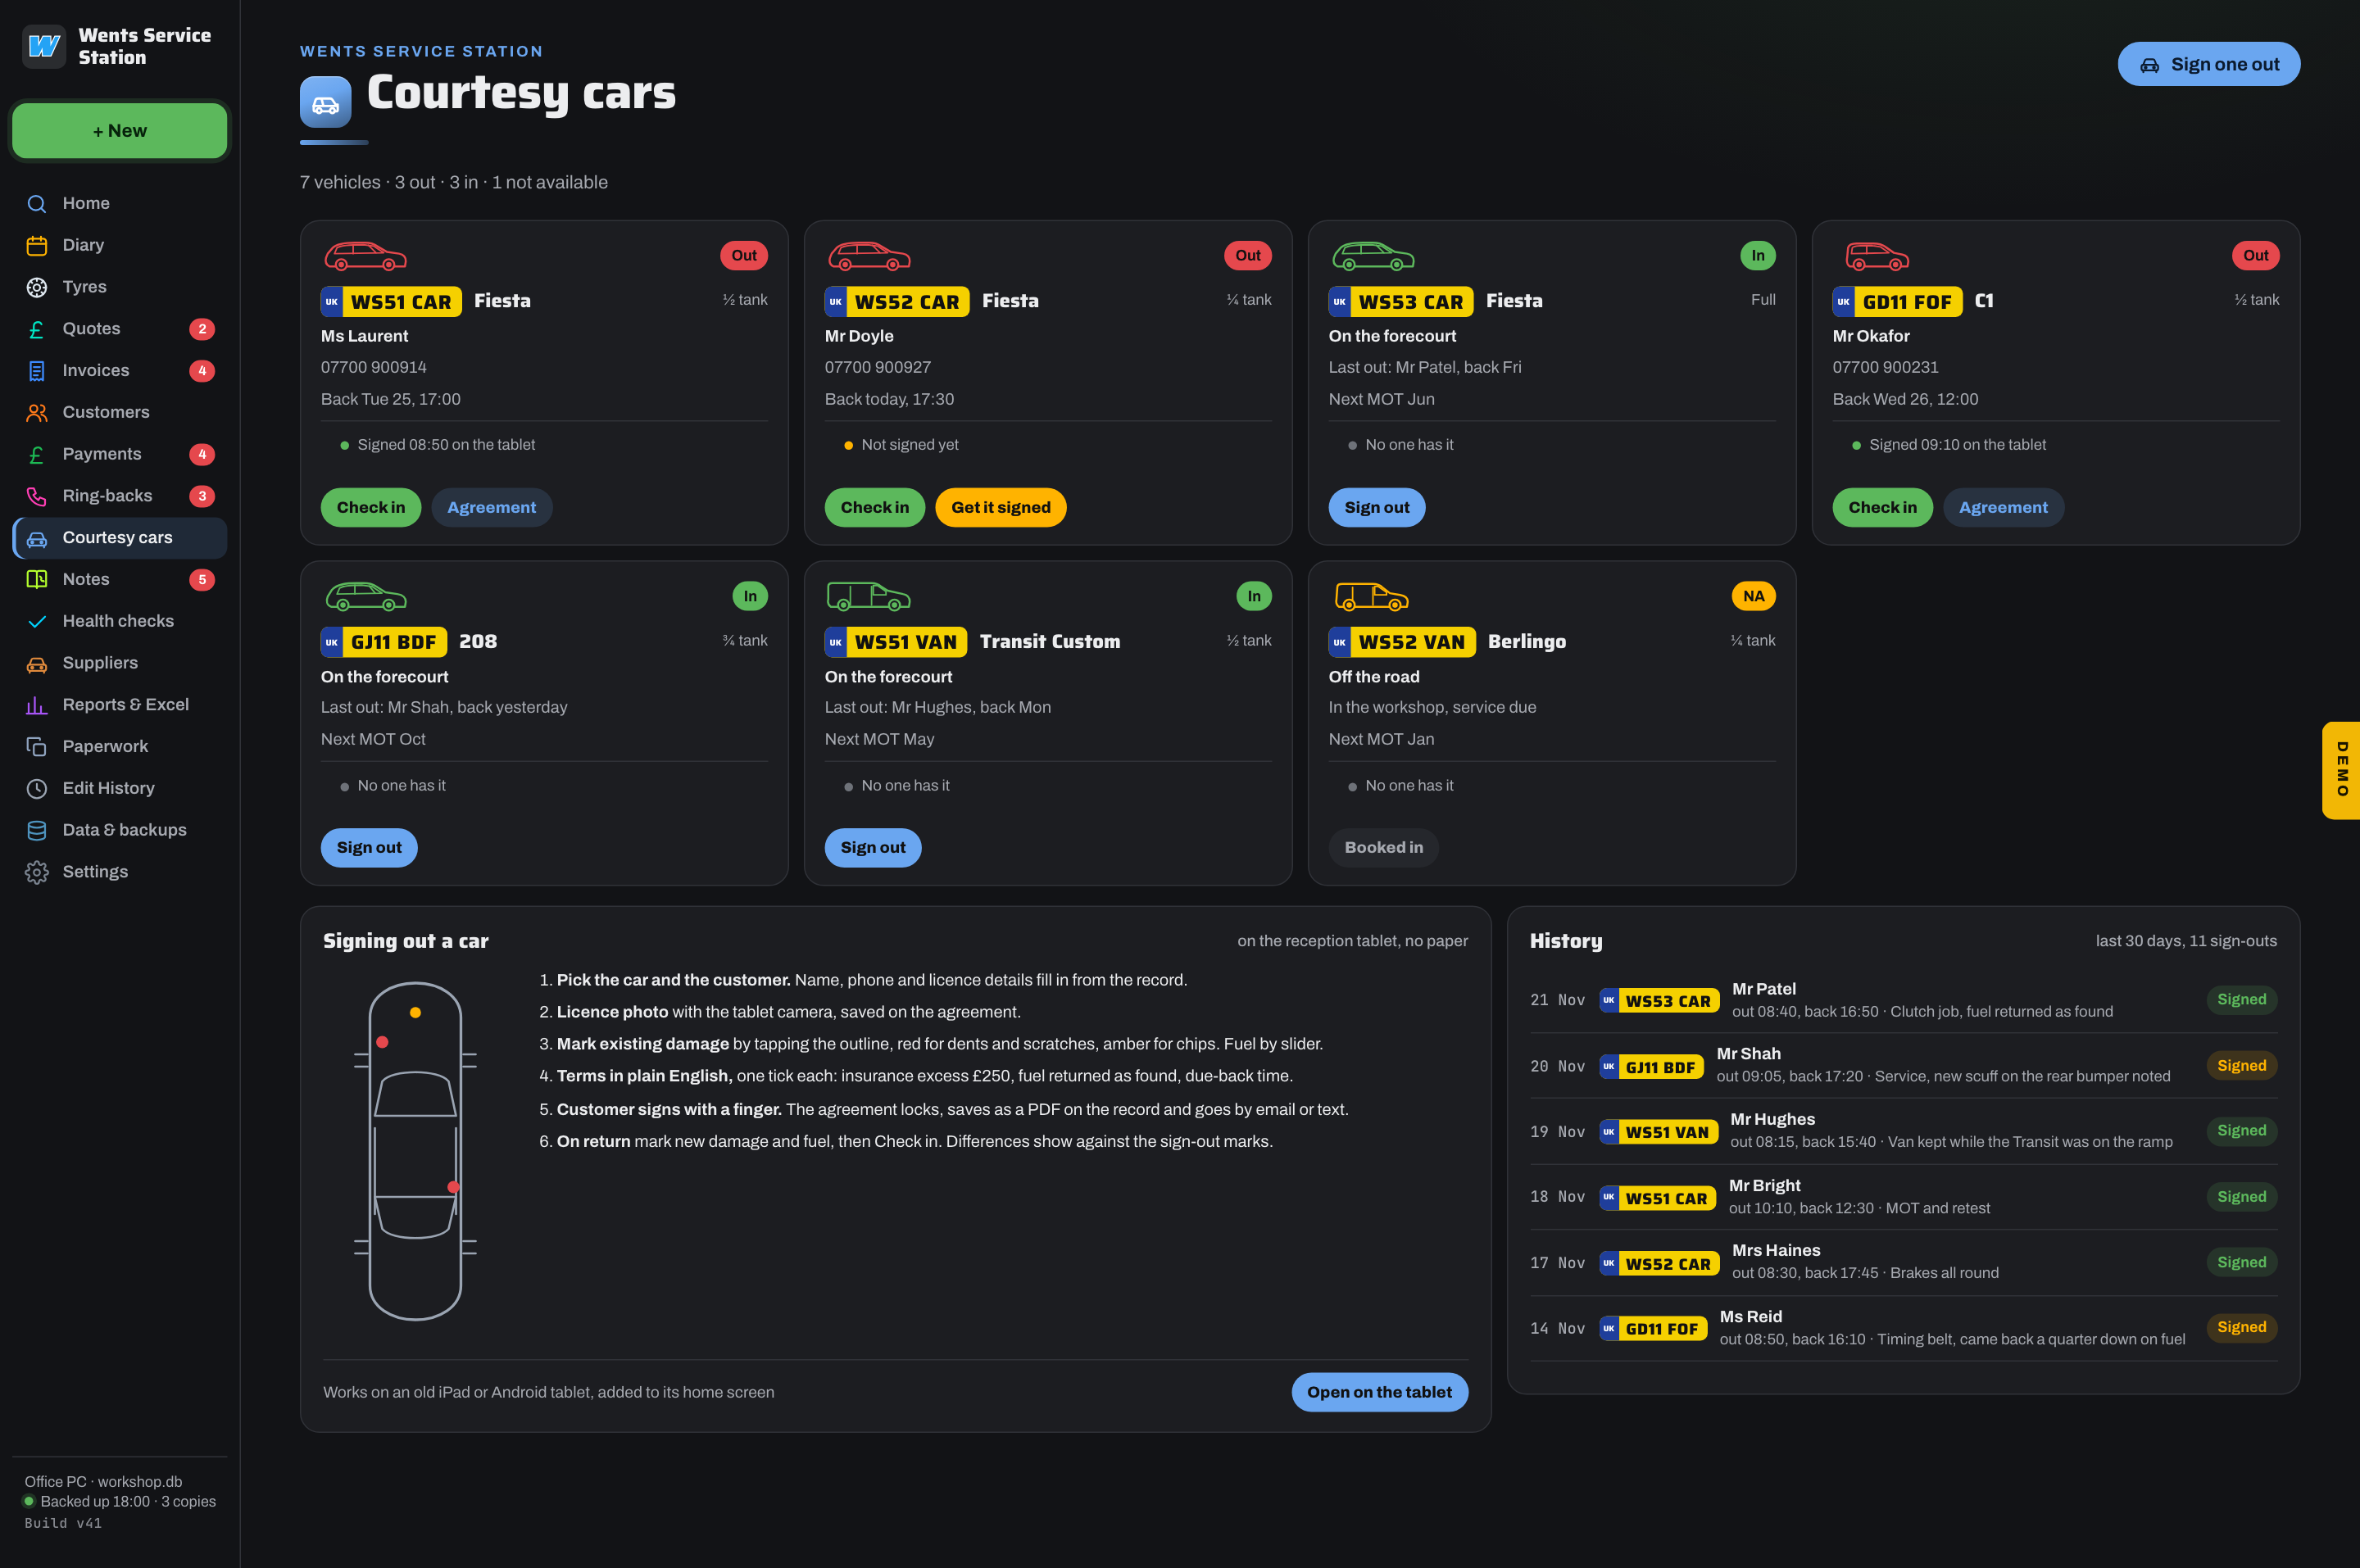 W
Wents Service
Station
+ New
Home
Diary
Tyres
Quotes 2
Invoices 4
Customers
Payments 4
Ring-backs 3
Courtesy cars
Notes 5
Health checks
Suppliers
Reports & Excel
Paperwork
Edit History
Data & backups
Settings
Office PC · workshop.db
Backed up 18:00 · 3 copies
Build v41
WENTS SERVICE STATION
Courtesy cars
Sign one out
7 vehicles · 3 out · 3 in · 1 not available
Out
UK WS51 CAR Fiesta ½ tank
Ms Laurent
07700 900914
Back Tue 25, 17:00
Signed 08:50 on the tablet
Check in Agreement
Out
UK WS52 CAR Fiesta ¼ tank
Mr Doyle
07700 900927
Back today, 17:30
Not signed yet
Check in Get it signed
In
UK WS53 CAR Fiesta Full
On the forecourt
Last out: Mr Patel, back Fri
Next MOT Jun
No one has it
Sign out
Out
UK GD11 FOF C1 ½ tank
Mr Okafor
07700 900231
Back Wed 26, 12:00
Signed 09:10 on the tablet
Check in Agreement
In
UK GJ11 BDF 208 ¾ tank
On the forecourt
Last out: Mr Shah, back yesterday
Next MOT Oct
No one has it
Sign out
In
UK WS51 VAN Transit Custom ½ tank
On the forecourt
Last out: Mr Hughes, back Mon
Next MOT May
No one has it
Sign out
NA
UK WS52 VAN Berlingo ¼ tank
Off the road
In the workshop, service due
Next MOT Jan
No one has it
Booked in
DEMO
Signing out a car on the reception tablet, no paper
1. Pick the car and the customer. Name, phone and licence details fill in from the record.
2. Licence photo with the tablet camera, saved on the agreement.
3. Mark existing damage by tapping the outline, red for dents and scratches, amber for chips. Fuel by slider.
4. Terms in plain English, one tick each: insurance excess £250, fuel returned as found, due-back time.
5. Customer signs with a finger. The agreement locks, saves as a PDF on the record and goes by email or text.
6. On return mark new damage and fuel, then Check in. Differences show against the sign-out marks.
Works on an old iPad or Android tablet, added to its home screen Open on the tablet
History last 30 days, 11 sign-outs
21 Nov UK WS53 CAR Mr Patel Signed
out 08:40, back 16:50 · Clutch job, fuel returned as found
20 Nov UK GJ11 BDF Mr Shah Signed
out 09:05, back 17:20 · Service, new scuff on the rear bumper noted
19 Nov UK WS51 VAN Mr Hughes Signed
out 08:15, back 15:40 · Van kept while the Transit was on the ramp
18 Nov UK WS51 CAR Mr Bright Signed
out 10:10, back 12:30 · MOT and retest
17 Nov UK WS52 CAR Mrs Haines Signed
out 08:30, back 17:45 · Brakes all round
14 Nov UK GD11 FOF Ms Reid Signed
out 08:50, back 16:10 · Timing belt, came back a quarter down on fuel